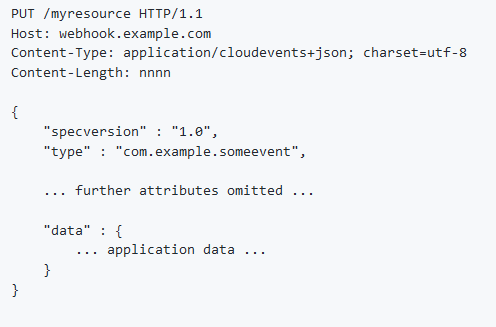 PUT /myresource HTTP/1.1
Host: webhook.example.com
Content-Type: application/cloudevents+json; charset=utf-8
Content-Length: nnnn

{
    "specversion" : "1.0",
    "type" : "com.example.someevent",

    ... further attributes omitted ...

    "data" : {
        ... application data ...
    }
}